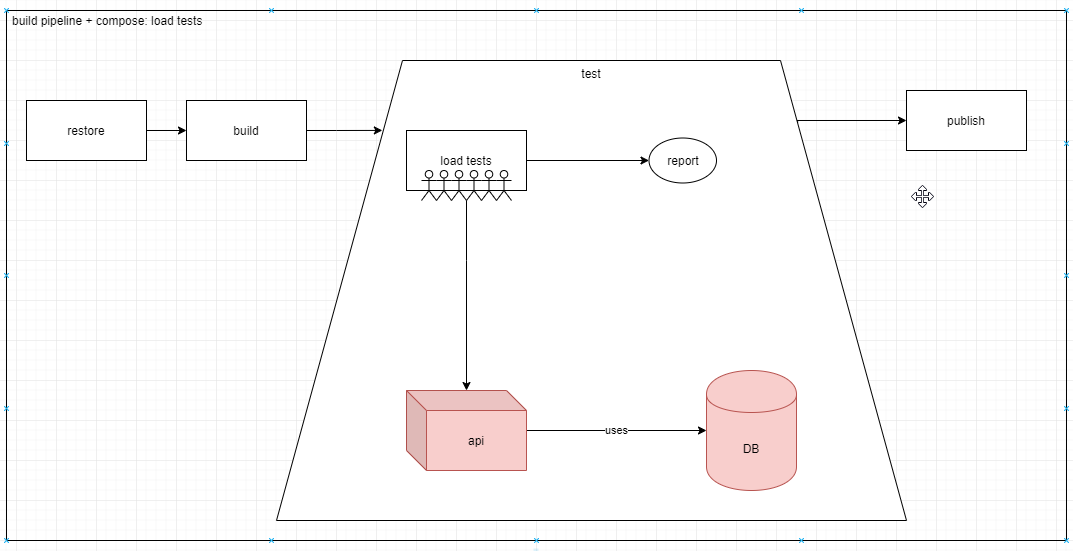 build pipeline + compose: load tests
test
restore
build
publish
load tests
report
api
uses
DB